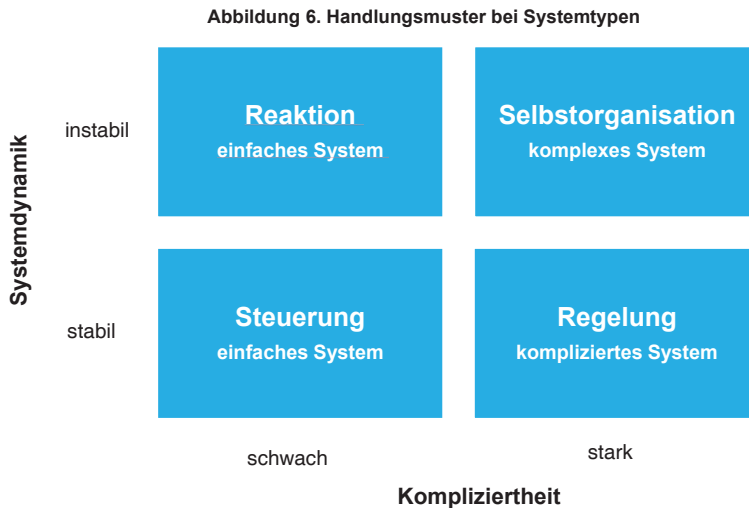 Abbildung 6. Handlungsmuster bei Systemtypen
Systemdynamik
instabil
Reaktion
einfaches System
Selbstorganisation
komplexes System
stabil
Steuerung
einfaches System
Regelung
kompliziertes System
schwach
stark
Kompliziertheit